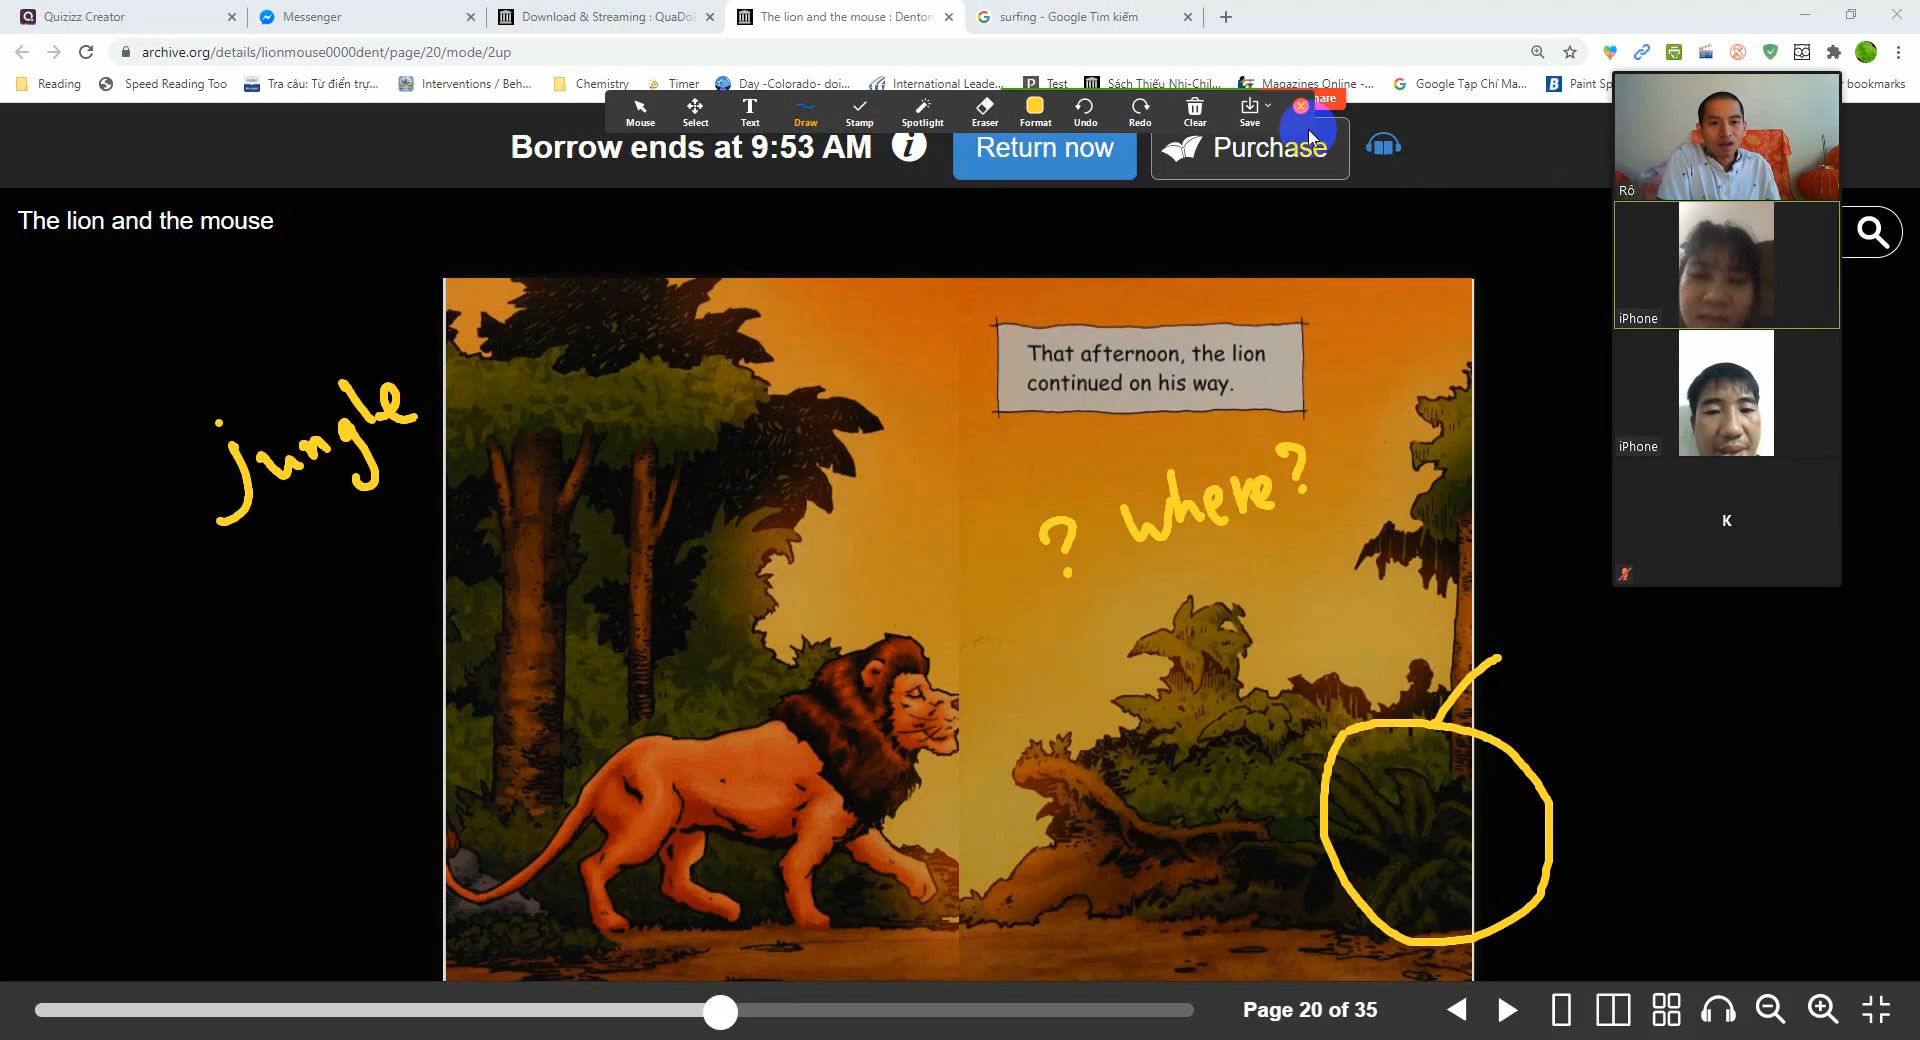 Quizizz Creator
Messenger
Download & Streaming : QuaDo
The lion and the mouse : Denton
surfing - Google Tìm kiếm
archive.org/details/lionmouse0000dent/page/20/mode/2up
Reading
Speed Reading Too
Tra câu: Từ điển trự...
Interventions / Beh...
Chemistry
Timer
Day -Colorado- doi...
International Leade...
Test
Sách Thiếu Nhi-Chil...
Magazines Online -...
Google Tạp Chí Ma...
Paint Sp
bookmarks
Mouse
Select
Text
Draw
Stamp
Spotlight
Eraser
Format
Undo
Redo
Clear
Save
hare
Borrow ends at 9:53 AM
Return now
Purchase
Rô
The lion and the mouse
iPhone
That afternoon, the lion
continued on his way.
jungle
? where?
iPhone
K
Page 20 of 35